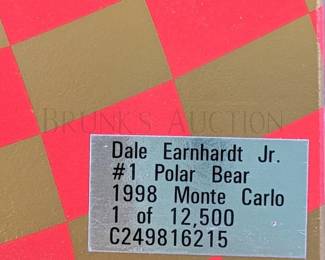 BRUNK'S AUCTION
Dale Earnhardt Jr.
#1 Polar Bear
1998 Monte Carlo
1 of 12,500
C249816215